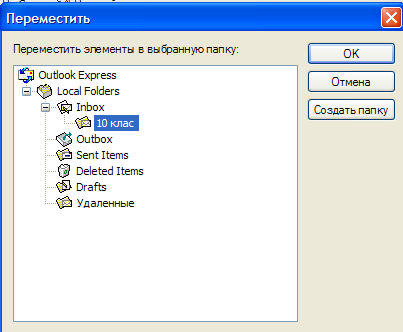 Переместить
Переместить элементы в выбранную папку:
OK
Outlook Express
Отмена
Local Folders
Inbox
Создать папку
10 клас
Outbox
Sent Items
Deleted Items
Drafts
Удаленные